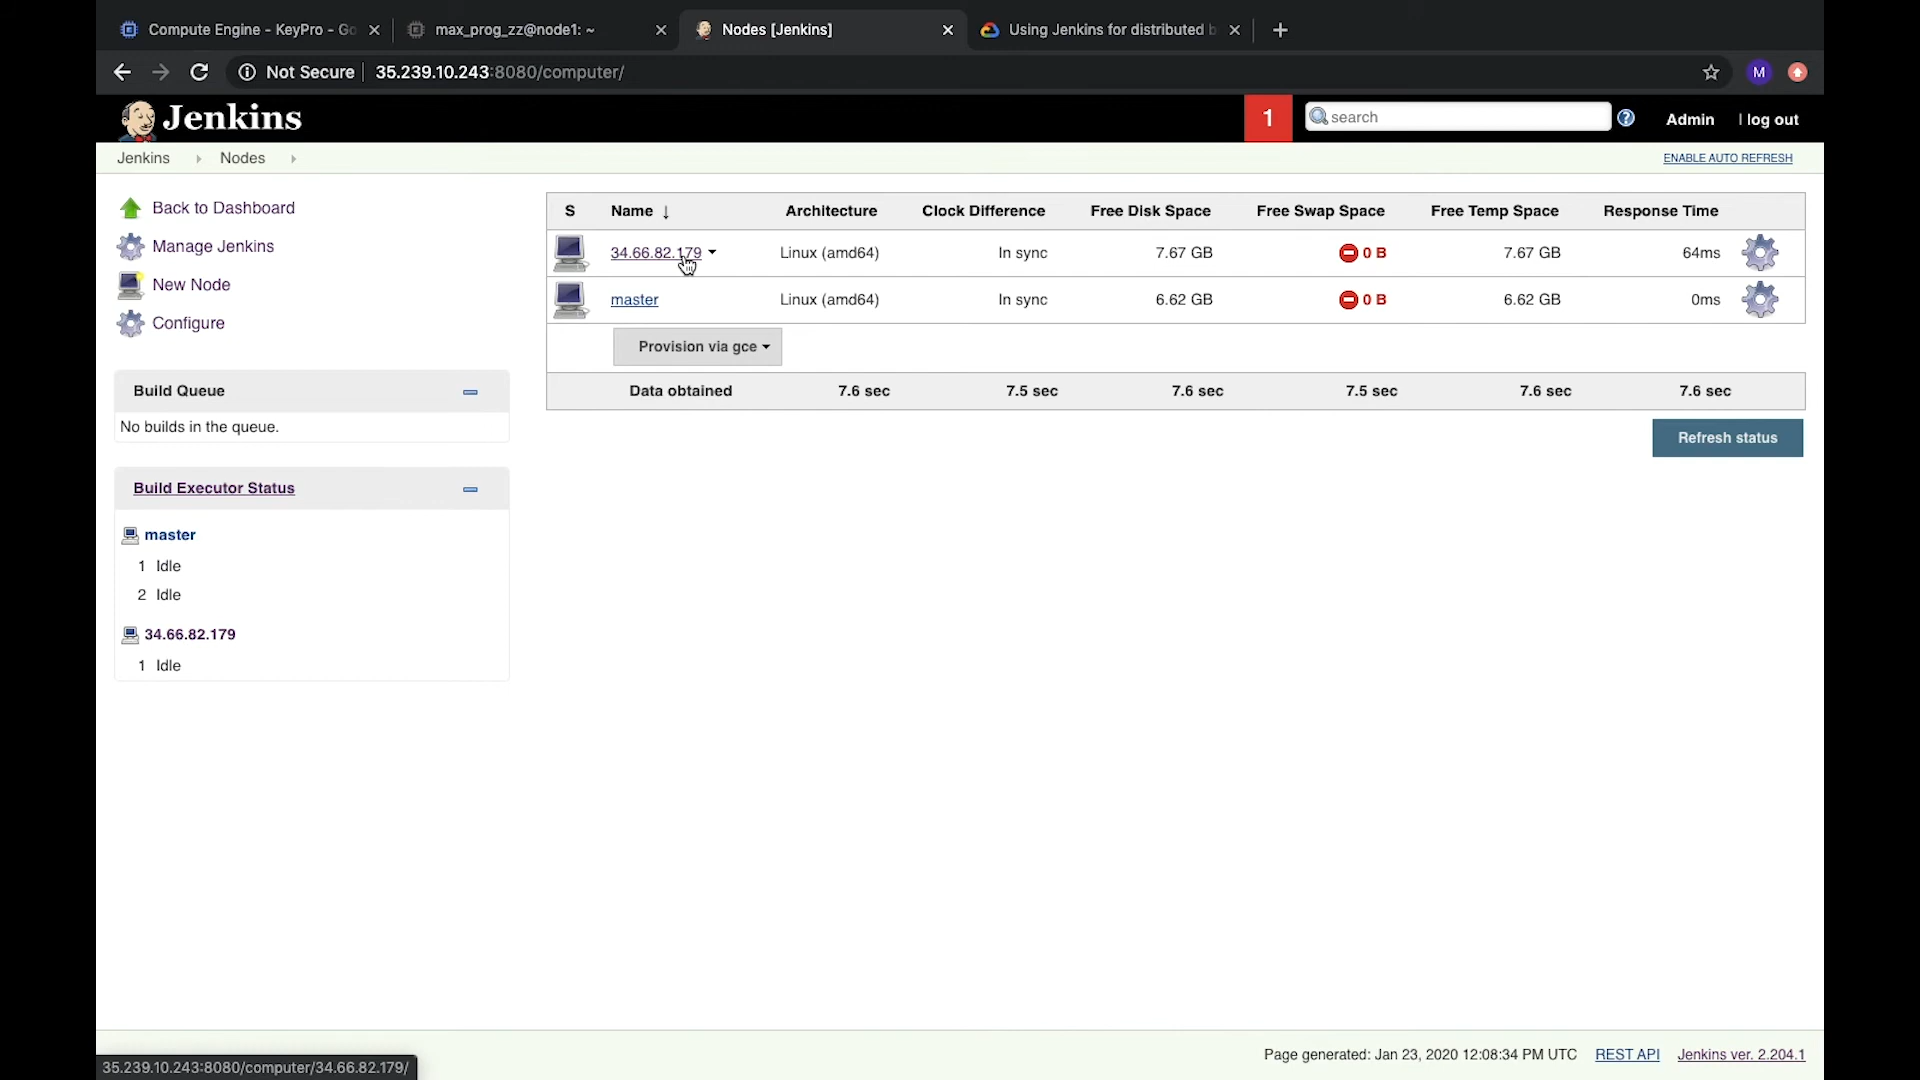 Compute Engine - KeyPro - Go
max_prog_zz@node1: ~
Nodes [Jenkins]
Using Jenkins for distributed b
Not Secure
35.239.10.243:8080/computer/
M
Jenkins
1
search
Admin
| log out
Jenkins
Nodes
ENABLE AUTO REFRESH
Back to Dashboard
Manage Jenkins
New Node
Configure
Build Queue
No builds in the queue.
Build Executor Status
master
1 Idle
2 Idle
34.66.82.179
1 Idle
S Name ↓ Architecture Clock Difference Free Disk Space Free Swap Space Free Temp Space Response Time
34.66.82.179 Linux (amd64) In sync 7.67 GB 0 B 7.67 GB 64ms
master Linux (amd64) In sync 6.62 GB 0 B 6.62 GB 0ms
Provision via gce
Data obtained 7.6 sec 7.5 sec 7.6 sec 7.5 sec 7.6 sec 7.6 sec
Refresh status
Page generated: Jan 23, 2020 12:08:34 PM UTC REST API Jenkins ver. 2.204.1
35.239.10.243:8080/computer/34.66.82.179/